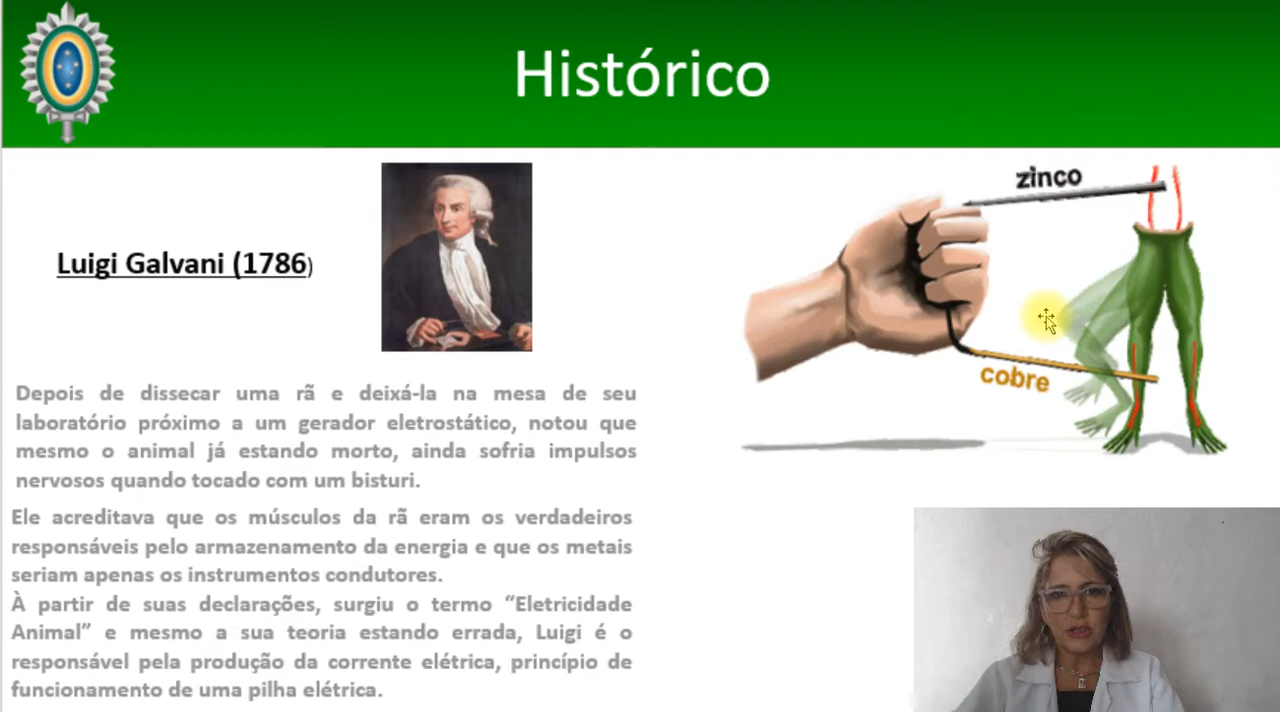 Histórico
Luigi Galvani (1786)
zinco
cobre
Depois de dissecar uma rã e deixá-la na mesa de seu
laboratório próximo a um gerador eletrostático, notou que
mesmo o animal já estando morto, ainda sofria impulsos
nervosos quando tocado com um bisturi.
Ele acreditava que os músculos da rã eram os verdadeiros
responsáveis pelo armazenamento da energia e que os metais
seriam apenas os instrumentos condutores.
À partir de suas declarações, surgiu o termo “Eletricidade
Animal” e mesmo a sua teoria estando errada, Luigi é o
responsável pela produção da corrente elétrica, princípio de
funcionamento de uma pilha elétrica.